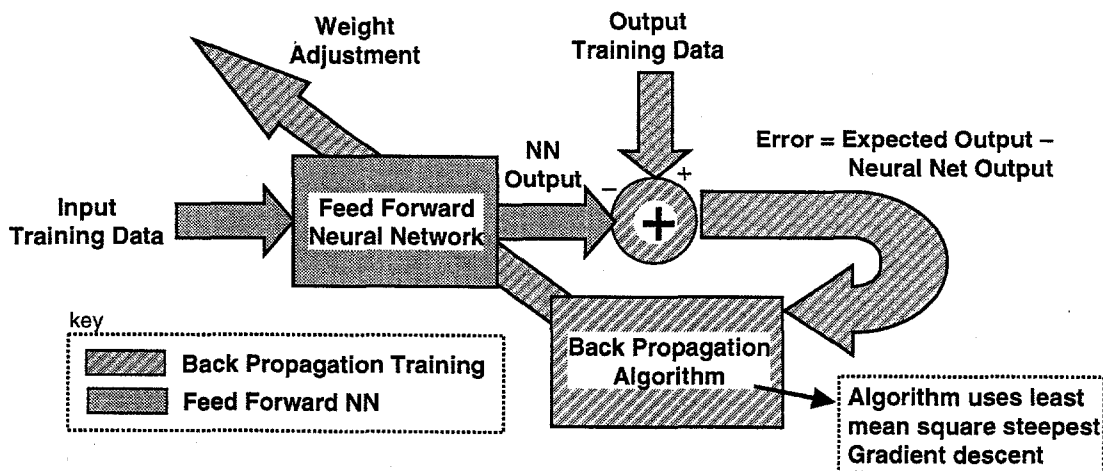 Weight
Adjustment
Output
Training Data
Error = Expected Output –
Neural Net Output
NN
Output
– +
Input
Training Data
Feed Forward
Neural Network
+
key
Back Propagation Training
Feed Forward NN
Back Propagation
Algorithm
Algorithm uses least
mean square steepest
Gradient descent